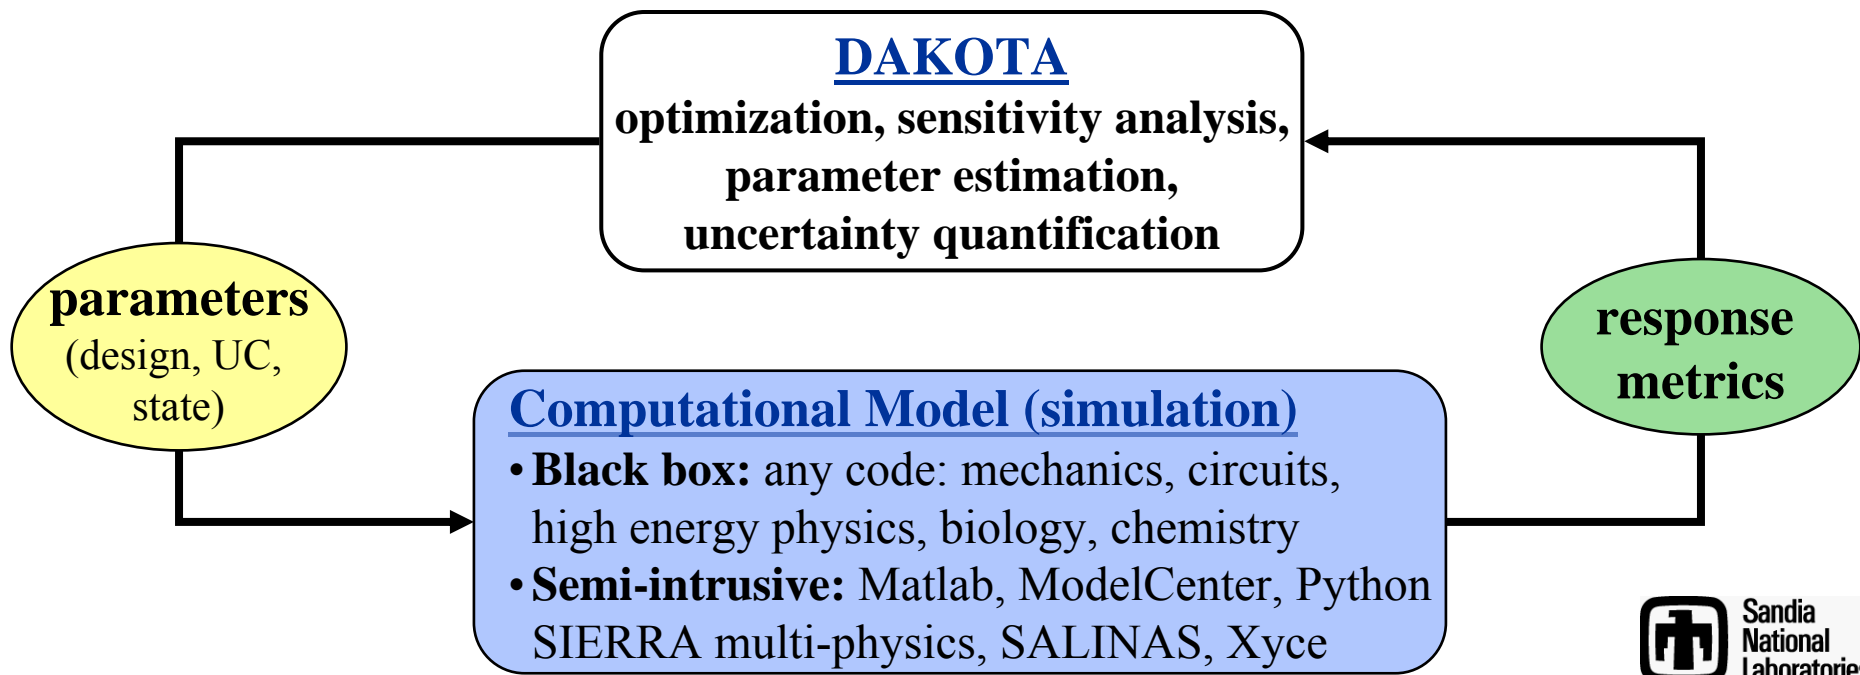 DAKOTA
optimization, sensitivity analysis,
parameter estimation,
uncertainty quantification
parameters
(design, UC,
state)
response
metrics
Computational Model (simulation)
• Black box: any code: mechanics, circuits,
high energy physics, biology, chemistry
• Semi-intrusive: Matlab, ModelCenter, Python
SIERRA multi-physics, SALINAS, Xyce
Sandia
National
Laboratories